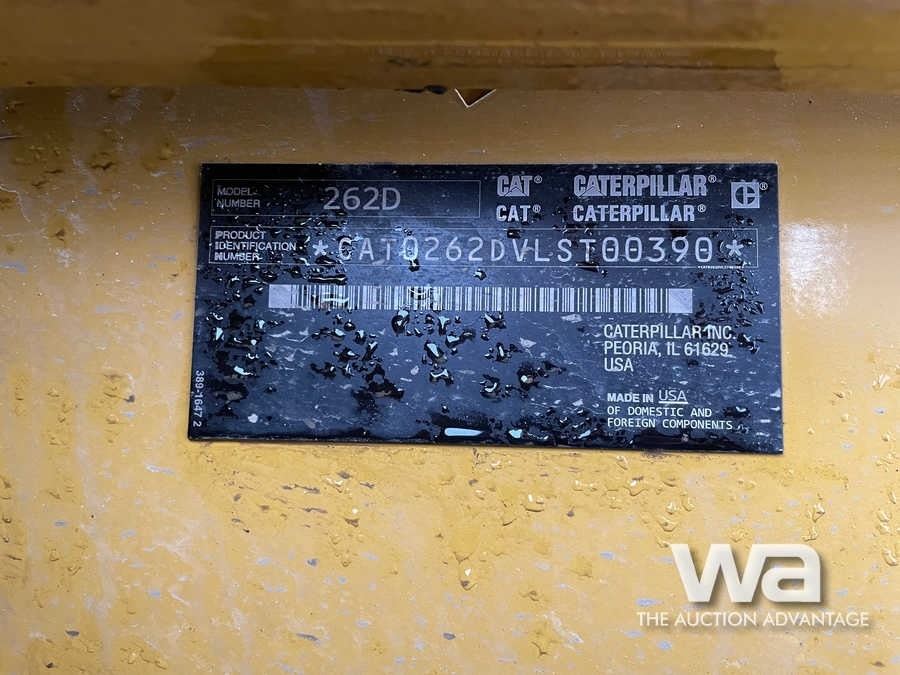 MODEL
NUMBER 262D
CAT® CATERPILLAR®
CAT® CATERPILLAR®
PRODUCT
IDENTIFICATION
NUMBER *CAT0262DVLST00390*
CATERPILLAR INC.
PEORIA, IL 61629
USA
MADE IN USA
OF DOMESTIC AND
FOREIGN COMPONENTS
389-1647 2
wa
THE AUCTION ADVANTAGE